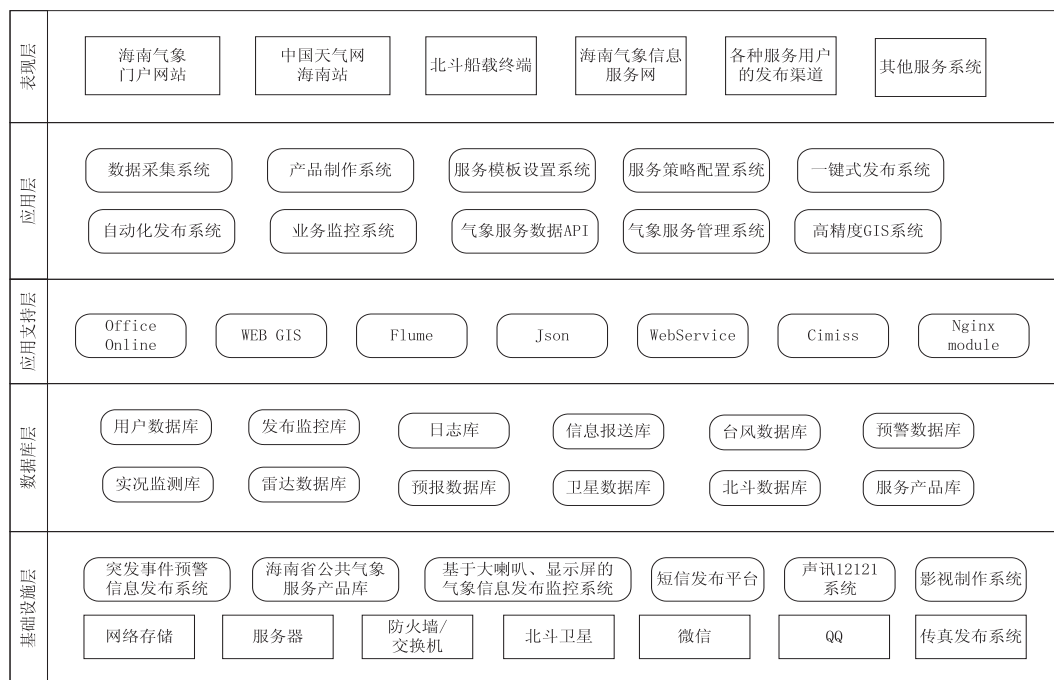 表现层
海南气象
门户网站
中国天气网
海南站
北斗船载终端
海南气象信息
服务网
各种服务用户
的发布渠道
其他服务系统
应用层
数据采集系统
产品制作系统
服务模板设置系统
服务策略配置系统
一键式发布系统
自动化发布系统
业务监控系统
气象服务数据API
气象服务管理系统
高精度GIS系统
应用支持层
Office
Online
WEB GIS
Flume
Json
WebService
Cimiss
Nginx
module
数据库层
用户数据库
发布监控库
日志库
信息报送库
台风数据库
预警数据库
实况监测库
雷达数据库
预报数据库
卫星数据库
北斗数据库
服务产品库
基础设施层
突发事件预警
信息发布系统
海南省公共气象
服务产品库
基于大喇叭、显示屏的
气象信息发布监控系统
短信发布平台
声讯12121
系统
影视制作系统
网络存储
服务器
防火墙/
交换机
北斗卫星
微信
QQ
传真发布系统